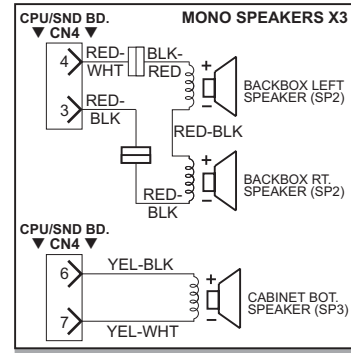 CPU/SND BD.
▼ CN4 ▼
MONO SPEAKERS X3
4
RED-
WHT
BLK-
RED
+
–
BACKBOX LEFT
SPEAKER (SP2)
3
RED-
BLK
RED-BLK
+
–
BACKBOX RT.
SPEAKER (SP2)
RED-
BLK
CPU/SND BD.
▼ CN4 ▼
6
YEL-BLK
+
–
CABINET BOT.
SPEAKER (SP3)
7
YEL-WHT